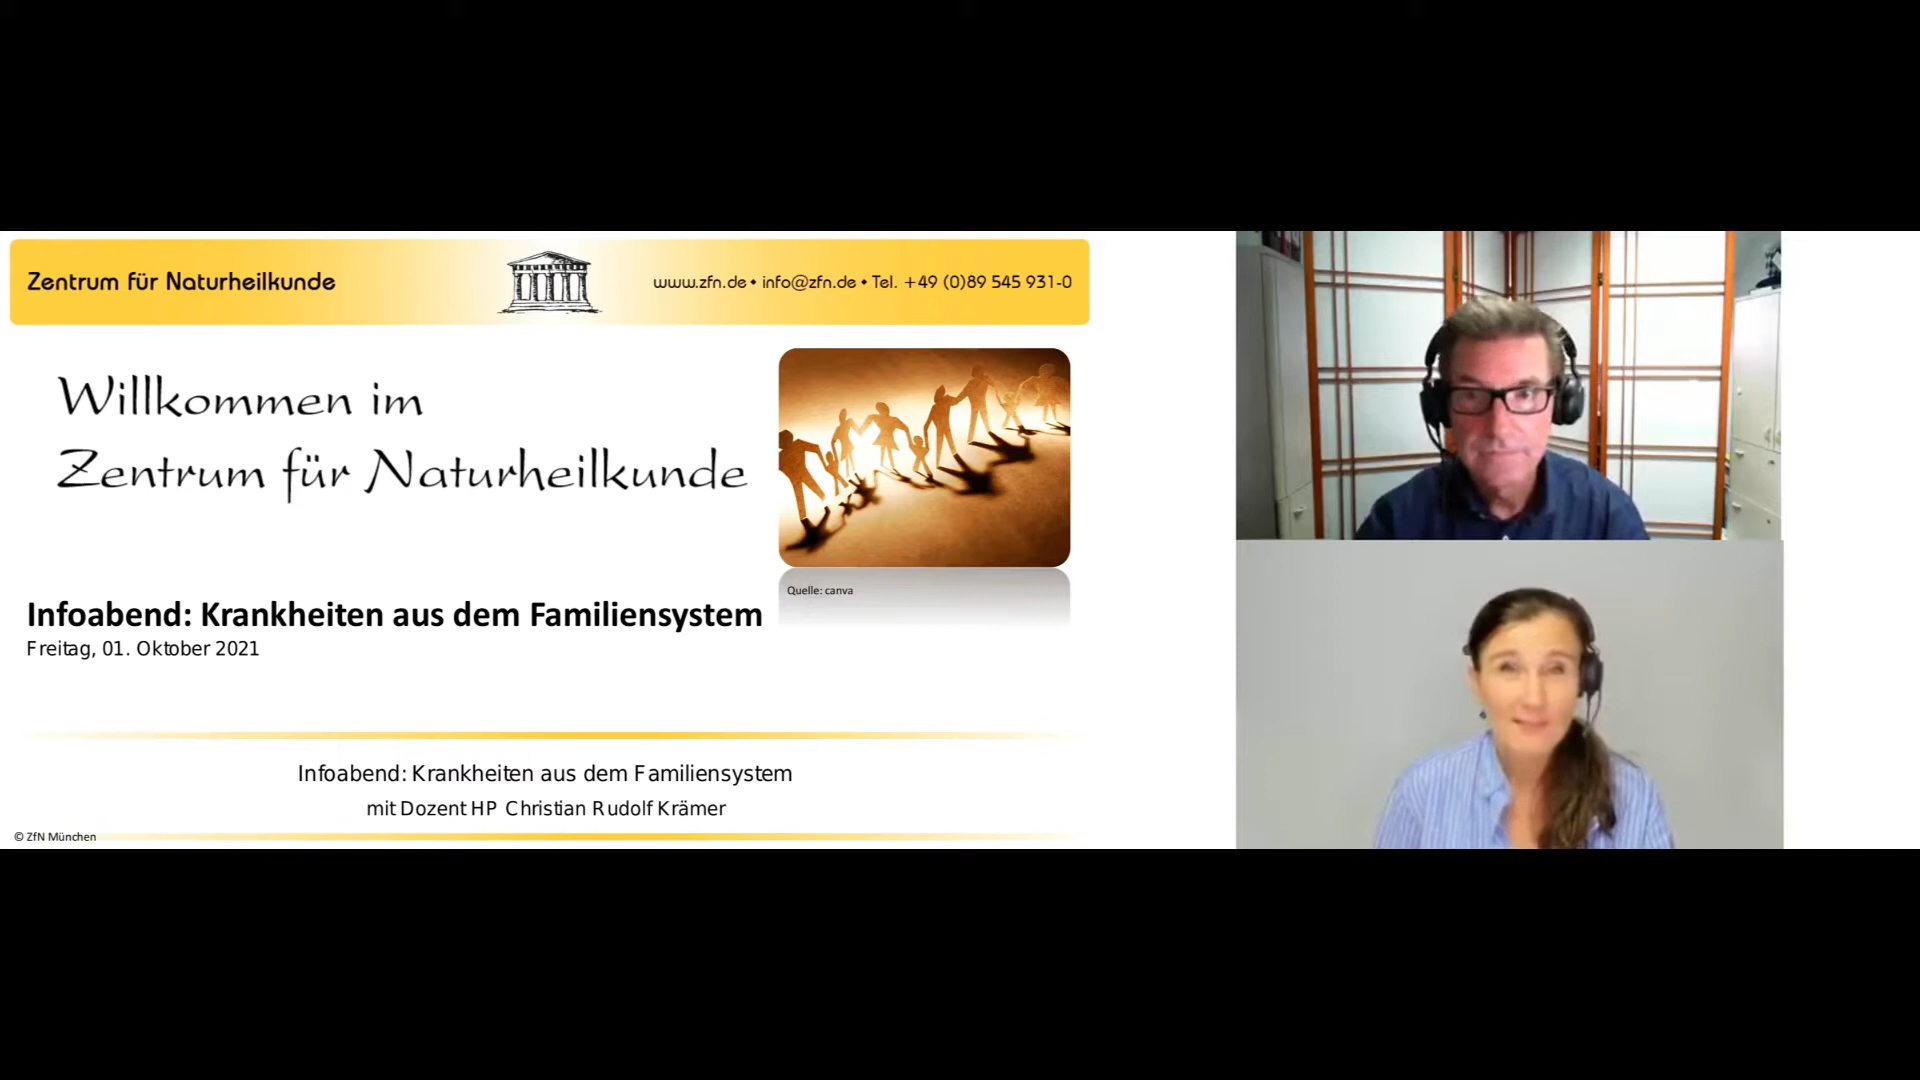 Zentrum für Naturheilkunde
www.zfn.de • info@zfn.de • Tel. +49 (0)89 545 931-0
Willkommen im
Zentrum für Naturheilkunde
Quelle: canva
Infoabend: Krankheiten aus dem Familiensystem
Freitag, 01. Oktober 2021
Infoabend: Krankheiten aus dem Familiensystem
mit Dozent HP Christian Rudolf Krämer
© ZfN München